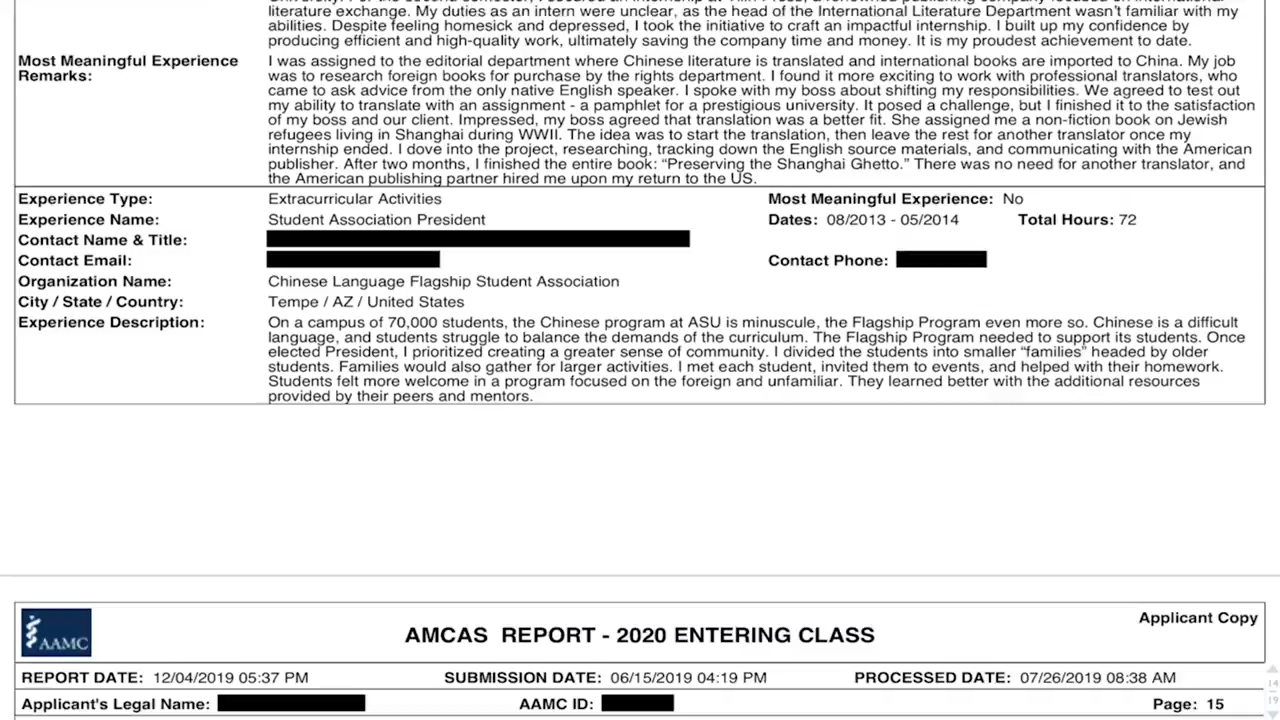 literature exchange. My duties as an intern were unclear, as the head of the International Literature Department wasn't familiar with my
abilities. Despite feeling homesick and depressed, I took the initiative to craft an impactful internship. I built up my confidence by
producing efficient and high-quality work, ultimately saving the company time and money. It is my proudest achievement to date.
Most Meaningful Experience Remarks:
I was assigned to the editorial department where Chinese literature is translated and international books are imported to China. My job
was to research foreign books for purchase by the rights department. I found it more exciting to work with professional translators, who
came to ask advice from the only native English speaker. I spoke with my boss about shifting my responsibilities. We agreed to test out
my ability to translate with an assignment - a pamphlet for a prestigious university. It posed a challenge, but I finished it to the satisfaction
of my boss and our client. Impressed, my boss agreed that translation was a better fit. She assigned me a non-fiction book on Jewish
refugees living in Shanghai during WWII. The idea was to start the translation, then leave the rest for another translator once my
internship ended. I dove into the project, researching, tracking down the English source materials, and communicating with the American
publisher. After two months, I finished the entire book: “Preserving the Shanghai Ghetto.” There was no need for another translator, and
the American publishing partner hired me upon my return to the US.
Experience Type: Extracurricular Activities Most Meaningful Experience: No
Experience Name: Student Association President Dates: 08/2013 - 05/2014 Total Hours: 72
Contact Name & Title:
Contact Email: Contact Phone:
Organization Name: Chinese Language Flagship Student Association
City / State / Country: Tempe / AZ / United States
Experience Description: On a campus of 70,000 students, the Chinese program at ASU is minuscule, the Flagship Program even more so. Chinese is a difficult
language, and students struggle to balance the demands of the curriculum. The Flagship Program needed to support its students. Once
elected President, I prioritized creating a greater sense of community. I divided the students into smaller “families” headed by older
students. Families would also gather for larger activities. I met each student, invited them to events, and helped with their homework.
Students felt more welcome in a program focused on the foreign and unfamiliar. They learned better with the additional resources
provided by their peers and mentors.
Applicant Copy
AAMC
AMCAS REPORT - 2020 ENTERING CLASS
REPORT DATE: 12/04/2019 05:37 PM SUBMISSION DATE: 06/15/2019 04:19 PM PROCESSED DATE: 07/26/2019 08:38 AM
Applicant's Legal Name: AAMC ID: Page: 15
14
19